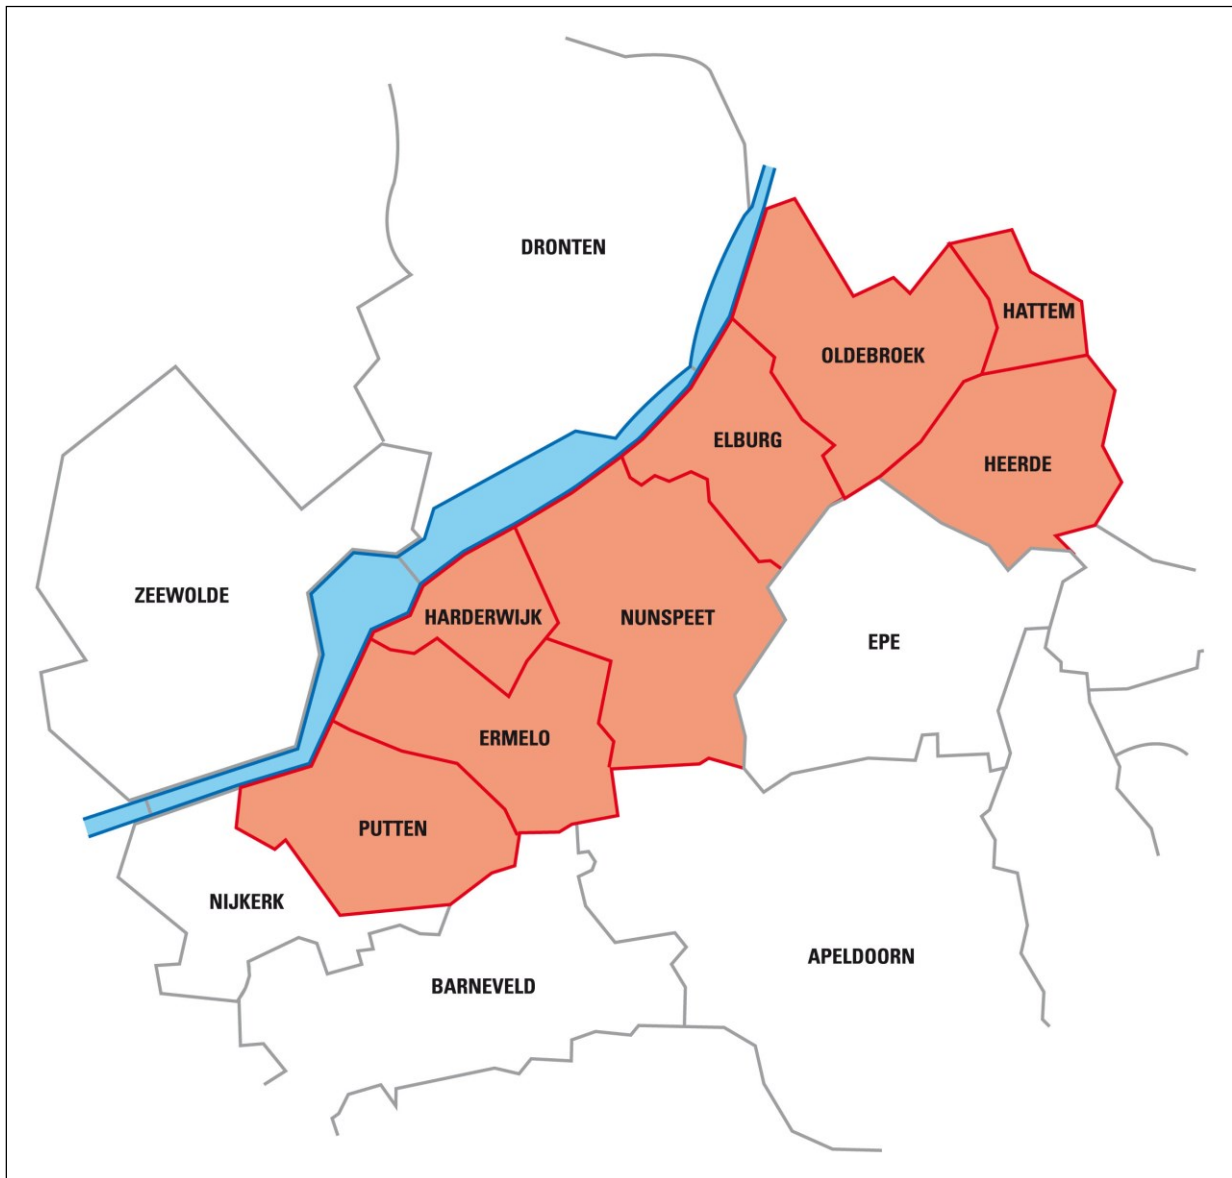 DRONTEN
HATTEM
OLDEBROEK
ELBURG
HEERDE
ZEEWOLDE
HARDERWIJK
NUNSPEET
EPE
ERMELO
PUTTEN
NIJKERK
APELDOORN
BARNEVELD